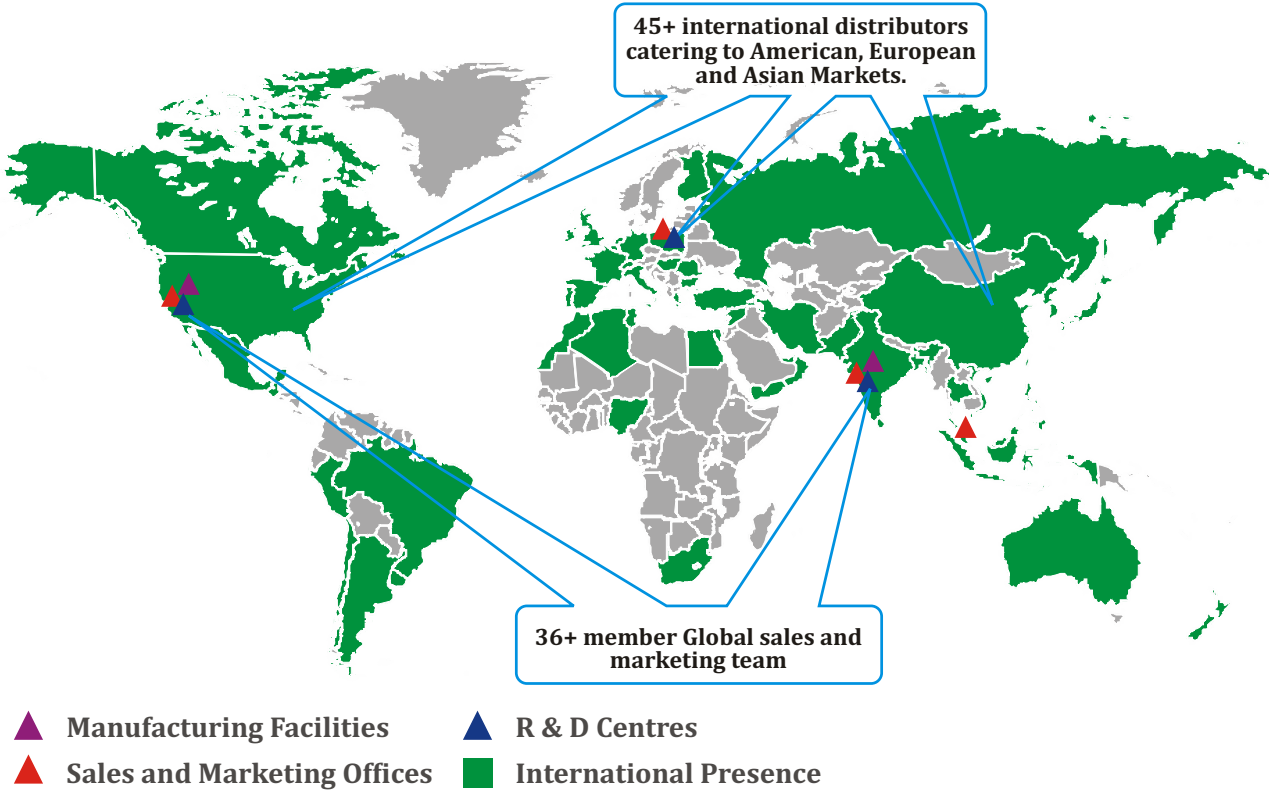 45+ international distributors
catering to American, European
and Asian Markets.
36+ member Global sales and
marketing team
Manufacturing Facilities
R & D Centres
Sales and Marketing Offices
International Presence